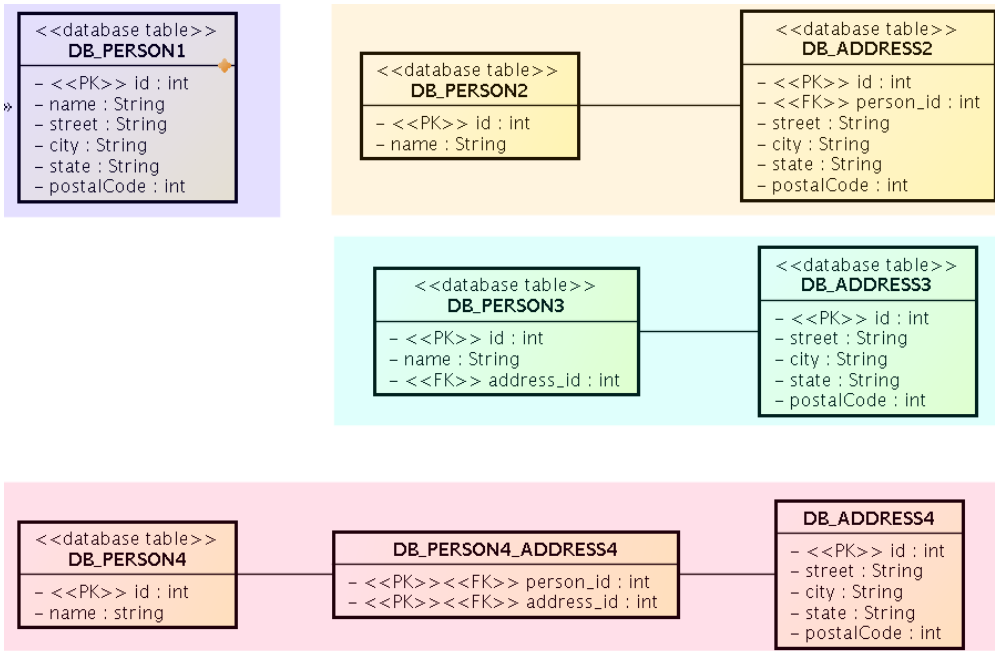 <<database table>>
DB_PERSON1
– <<PK>> id : int
– name : String
– street : String
– city : String
– state : String
– postalCode : int
»
<<database table>>
DB_PERSON2
– <<PK>> id : int
– name : String
<<database table>>
DB_ADDRESS2
– <<PK>> id : int
– <<FK>> person_id : int
– street : String
– city : String
– state : String
– postalCode : int
<<database table>>
DB_PERSON3
– <<PK>> id : int
– name : String
– <<FK>> address_id : int
<<database table>>
DB_ADDRESS3
– <<PK>> id : int
– street : String
– city : String
– state : String
– postalCode : int
<<database table>>
DB_PERSON4
– <<PK>> id : int
– name : string
DB_PERSON4_ADDRESS4
– <<PK>><<FK>> person_id : int
– <<PK>><<FK>> address_id : int
DB_ADDRESS4
– <<PK>> id : int
– street : String
– city : String
– state : String
– postalCode : int